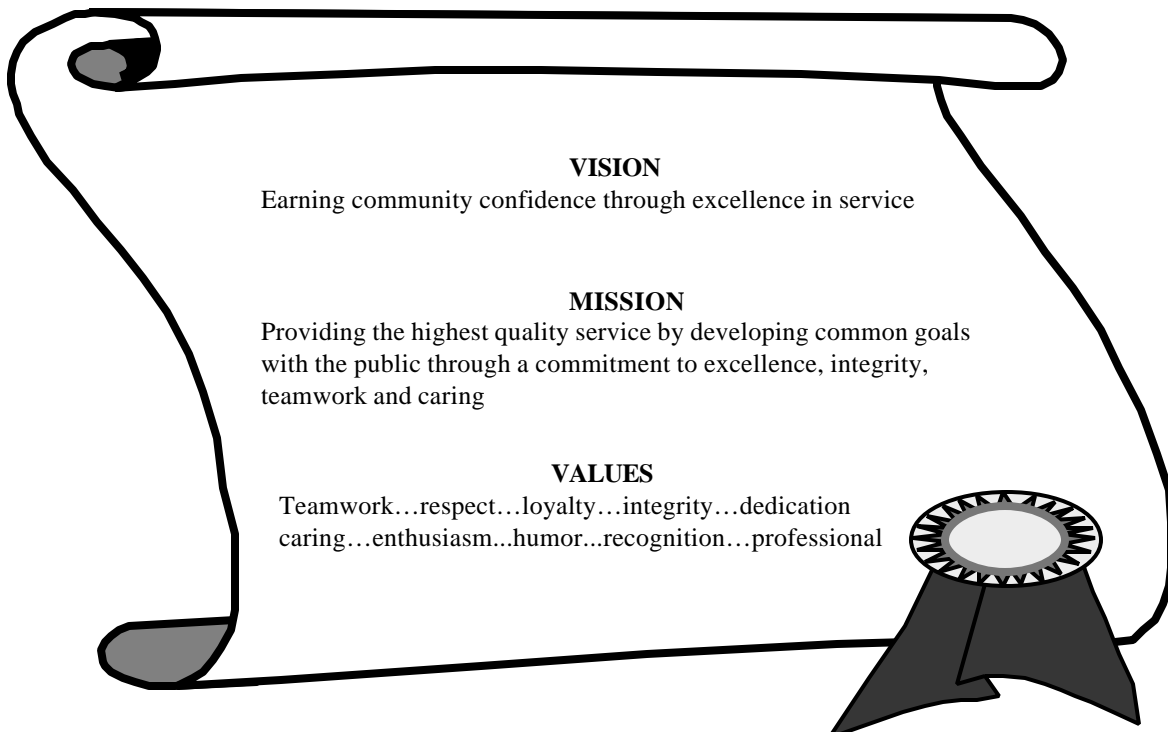 VISION
Earning community confidence through excellence in service
MISSION
Providing the highest quality service by developing common goals
with the public through a commitment to excellence, integrity,
teamwork and caring
VALUES
Teamwork…respect…loyalty…integrity…dedication
caring…enthusiasm...humor...recognition…professional